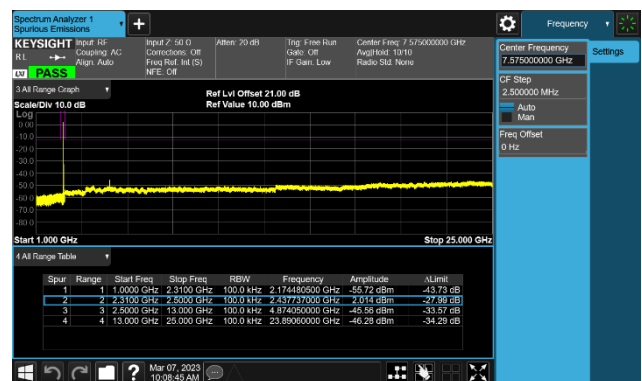 Spectrum Analyzer 1
Spurious Emissions
Frequency
KEYSIGHT Input: RF Input Z: 50 Ω Atten: 20 dB Trig: Free Run Center Freq: 7.575000000 GHz
R L Coupling: AC Corrections: Off Gate: Off Avg|Hold: 10/10
Align: Auto Freq Ref: Int (S) IF Gain: Low Radio Std: None
LXI PASS NFE: Off
Center Frequency
7.575000000 GHz
Settings
CF Step
2.500000 MHz
Auto
Man
Freq Offset
0 Hz
3 All Range Graph
Ref Lvl Offset 21.00 dB
Scale/Div 10.0 dB Ref Value 10.00 dBm
Log
0.00
-10.0
-20.0
-30.0
-40.0
-50.0
-60.0
-70.0
-80.0
Start 1.000 GHz Stop 25.000 GHz
4 All Range Table
Spur Range Start Freq Stop Freq RBW Frequency Amplitude ΔLimit
1 1 1.0000 GHz 2.3100 GHz 100.0 kHz 2.174480500 GHz -55.72 dBm -43.73 dB
2 2 2.3100 GHz 2.5000 GHz 100.0 kHz 2.437737000 GHz 2.014 dBm -27.99 dB
3 3 2.5000 GHz 13.000 GHz 100.0 kHz 4.874050000 GHz -45.56 dBm -33.57 dB
4 4 13.000 GHz 25.000 GHz 100.0 kHz 23.89060000 GHz -46.28 dBm -34.29 dB
Mar 07, 2023
10:08:45 AM